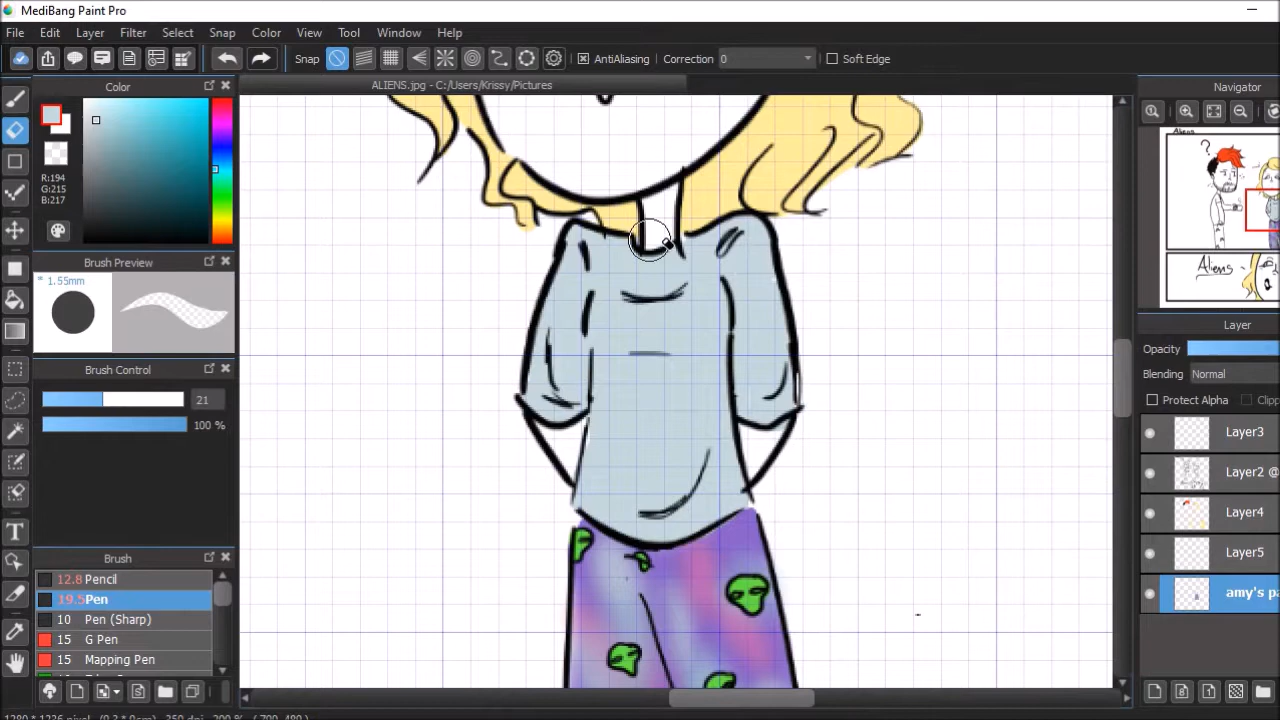 MediBang Paint Pro
File Edit Layer Filter Select Snap Color View Tool Window Help
Snap AntiAliasing Correction 0 Soft Edge
Color
ALIENS.jpg - C:/Users/Krissy/Pictures
Navigator
R:194
G:215
B:217
Aliens
?
Brush Preview
1.55mm
Aliens -
Layer
Opacity
Brush Control
Blending Normal
21
Protect Alpha Clipp
100 %
Layer3
Layer2 @
Layer4
T
Layer5
Brush
12.8 Pencil
19.5 Pen
amy's pa
10 Pen (Sharp)
15 G Pen
15 Mapping Pen